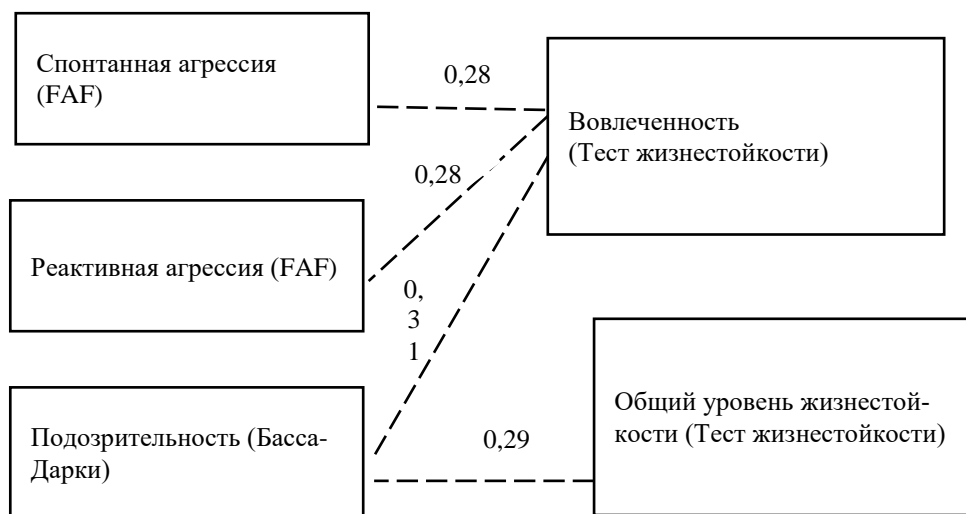 Спонтанная агрессия
(FAF)
0,28
Вовлеченность
(Тест жизнестойкости)
0,28
Реактивная агрессия (FAF)
0,
3
1
Общий уровень жизнестой-
кости (Тест жизнестойкости)
Подозрительность (Басса-
Дарки)
0,29